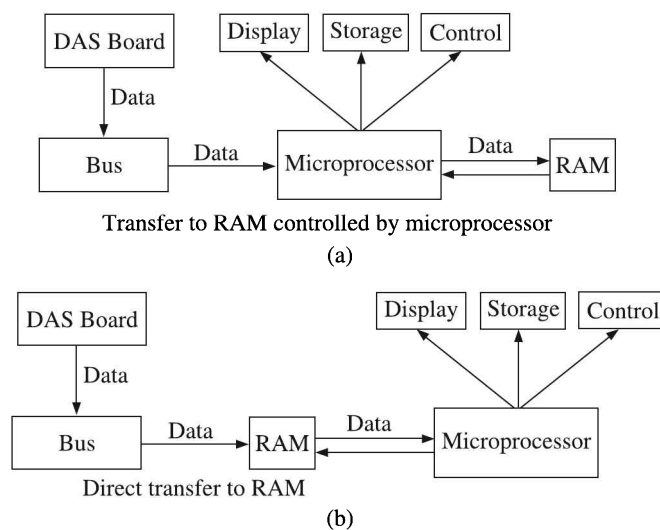 DAS Board
Display
Storage
Control
Data
Bus
Data
Microprocessor
Data
RAM
Transfer to RAM controlled by microprocessor
(a)
DAS Board
Display
Storage
Control
Data
Bus
Data
RAM
Data
Microprocessor
Direct transfer to RAM
(b)